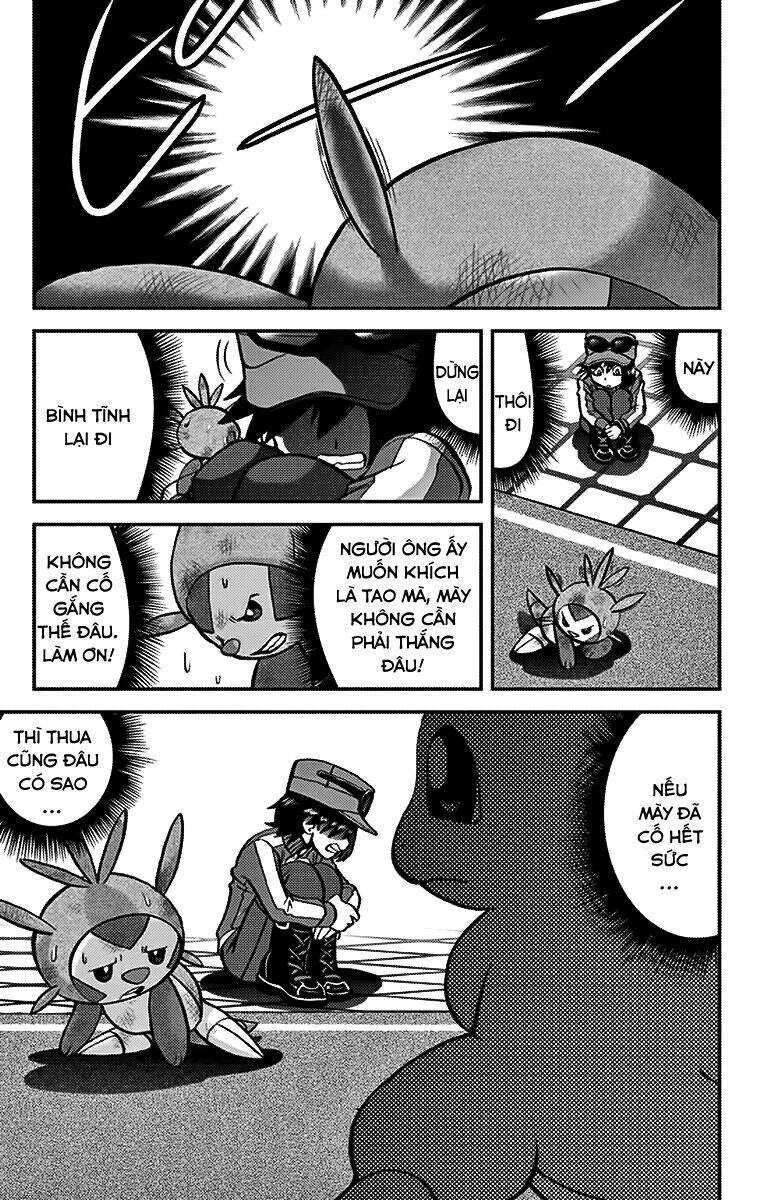 NÀY
THÔI
ĐI
DỪNG
LẠI
BÌNH TĨNH
LẠI ĐI
NGƯỜI ÔNG ẤY
MUỐN KHÍCH
LÀ TAO MÀ, MÀY
KHÔNG CẦN
PHẢI THẮNG
ĐÂU!
KHÔNG
CẦN CỐ
GẮNG
THẾ ĐÂU.
LÀM ƠN!
NẾU
MÀY ĐÃ
CỐ HẾT
SỨC
...
THÌ THUA
CŨNG ĐÂU
CÓ SAO
...